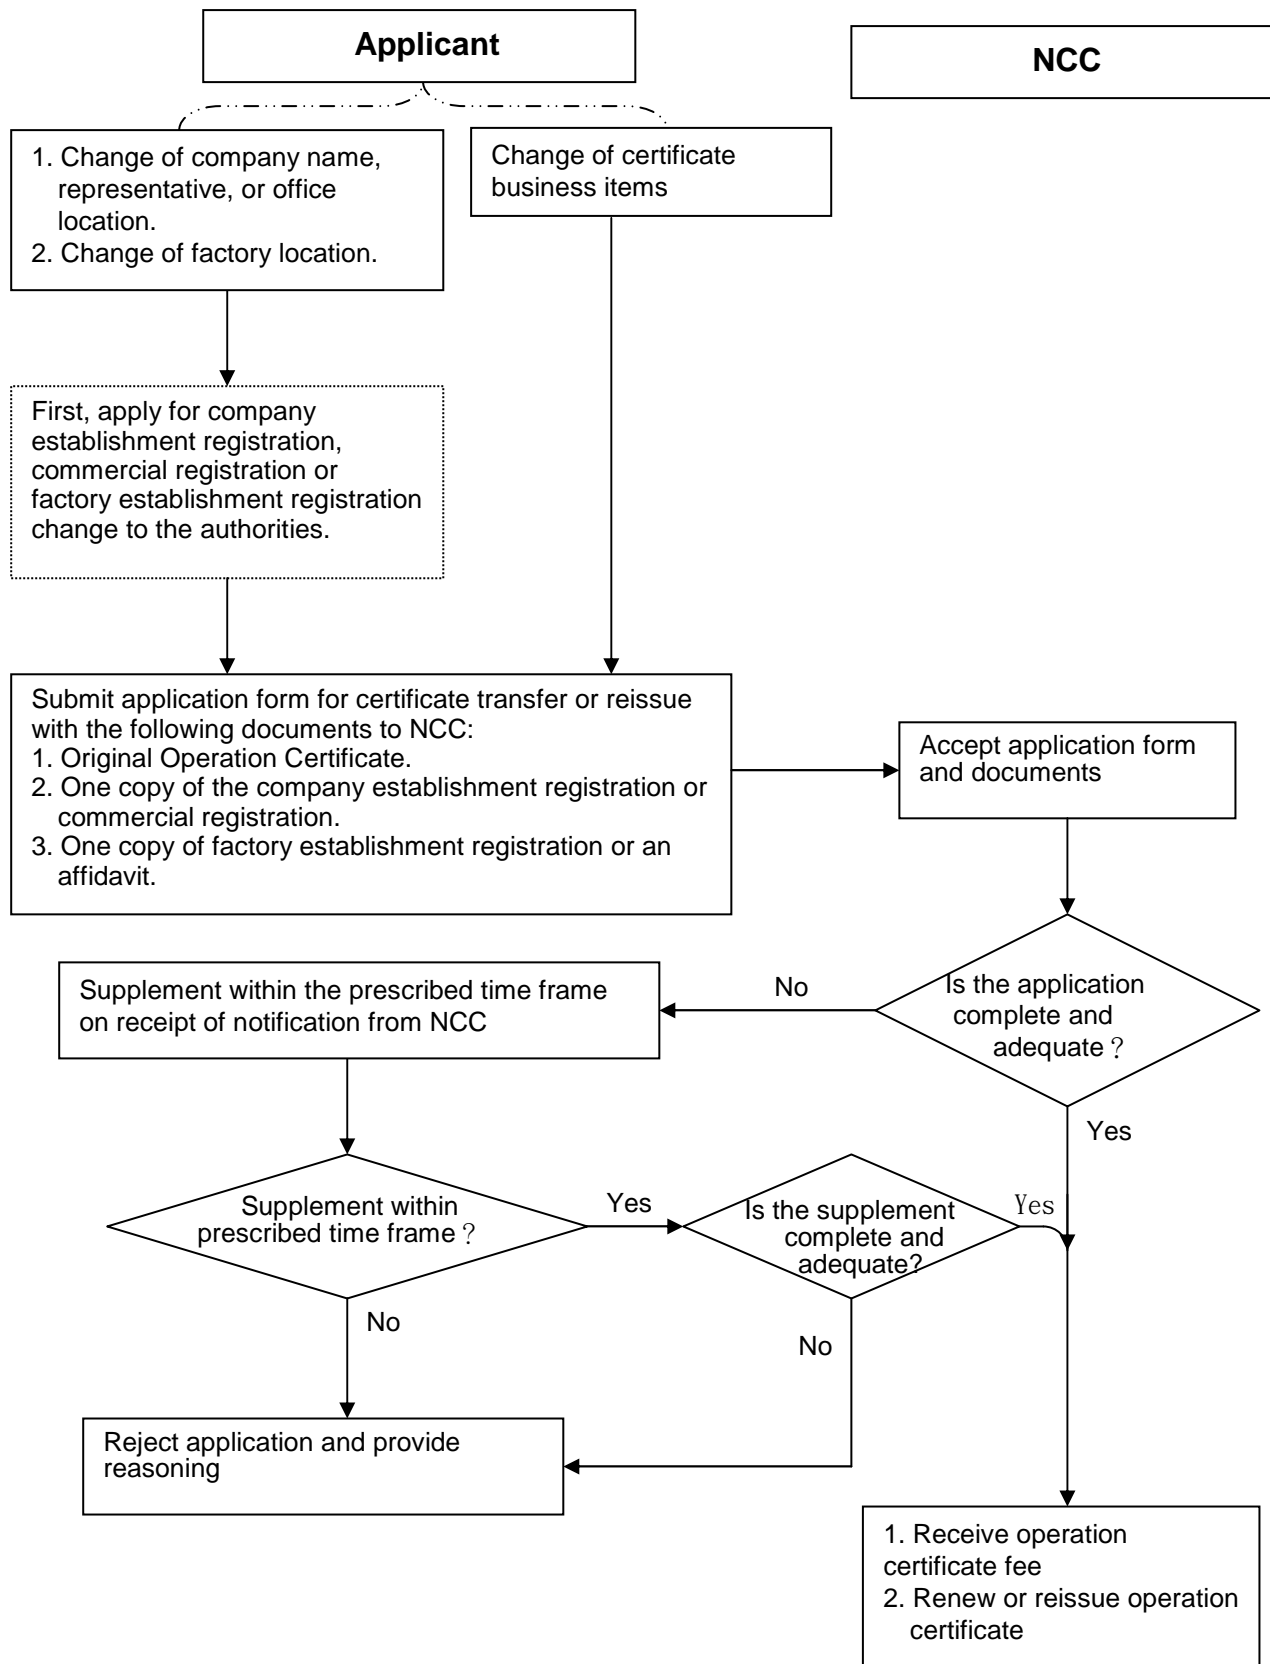 Applicant
NCC
1. Change of company name,
representative, or office
location.
2. Change of factory location.
Change of certificate
business items
First, apply for company
establishment registration,
commercial registration or
factory establishment registration
change to the authorities.
Submit application form for certificate transfer or reissue
with the following documents to NCC:
1. Original Operation Certificate.
2. One copy of the company establishment registration or
commercial registration.
3. One copy of factory establishment registration or an
affidavit.
Accept application form
and documents
Is the application
complete and
adequate？
No
Yes
Supplement within the prescribed time frame
on receipt of notification from NCC
Supplement within
prescribed time frame？
Yes
No
Is the supplement
complete and
adequate?
Yes
No
Reject application and provide
reasoning
1. Receive operation
certificate fee
2. Renew or reissue operation
certificate